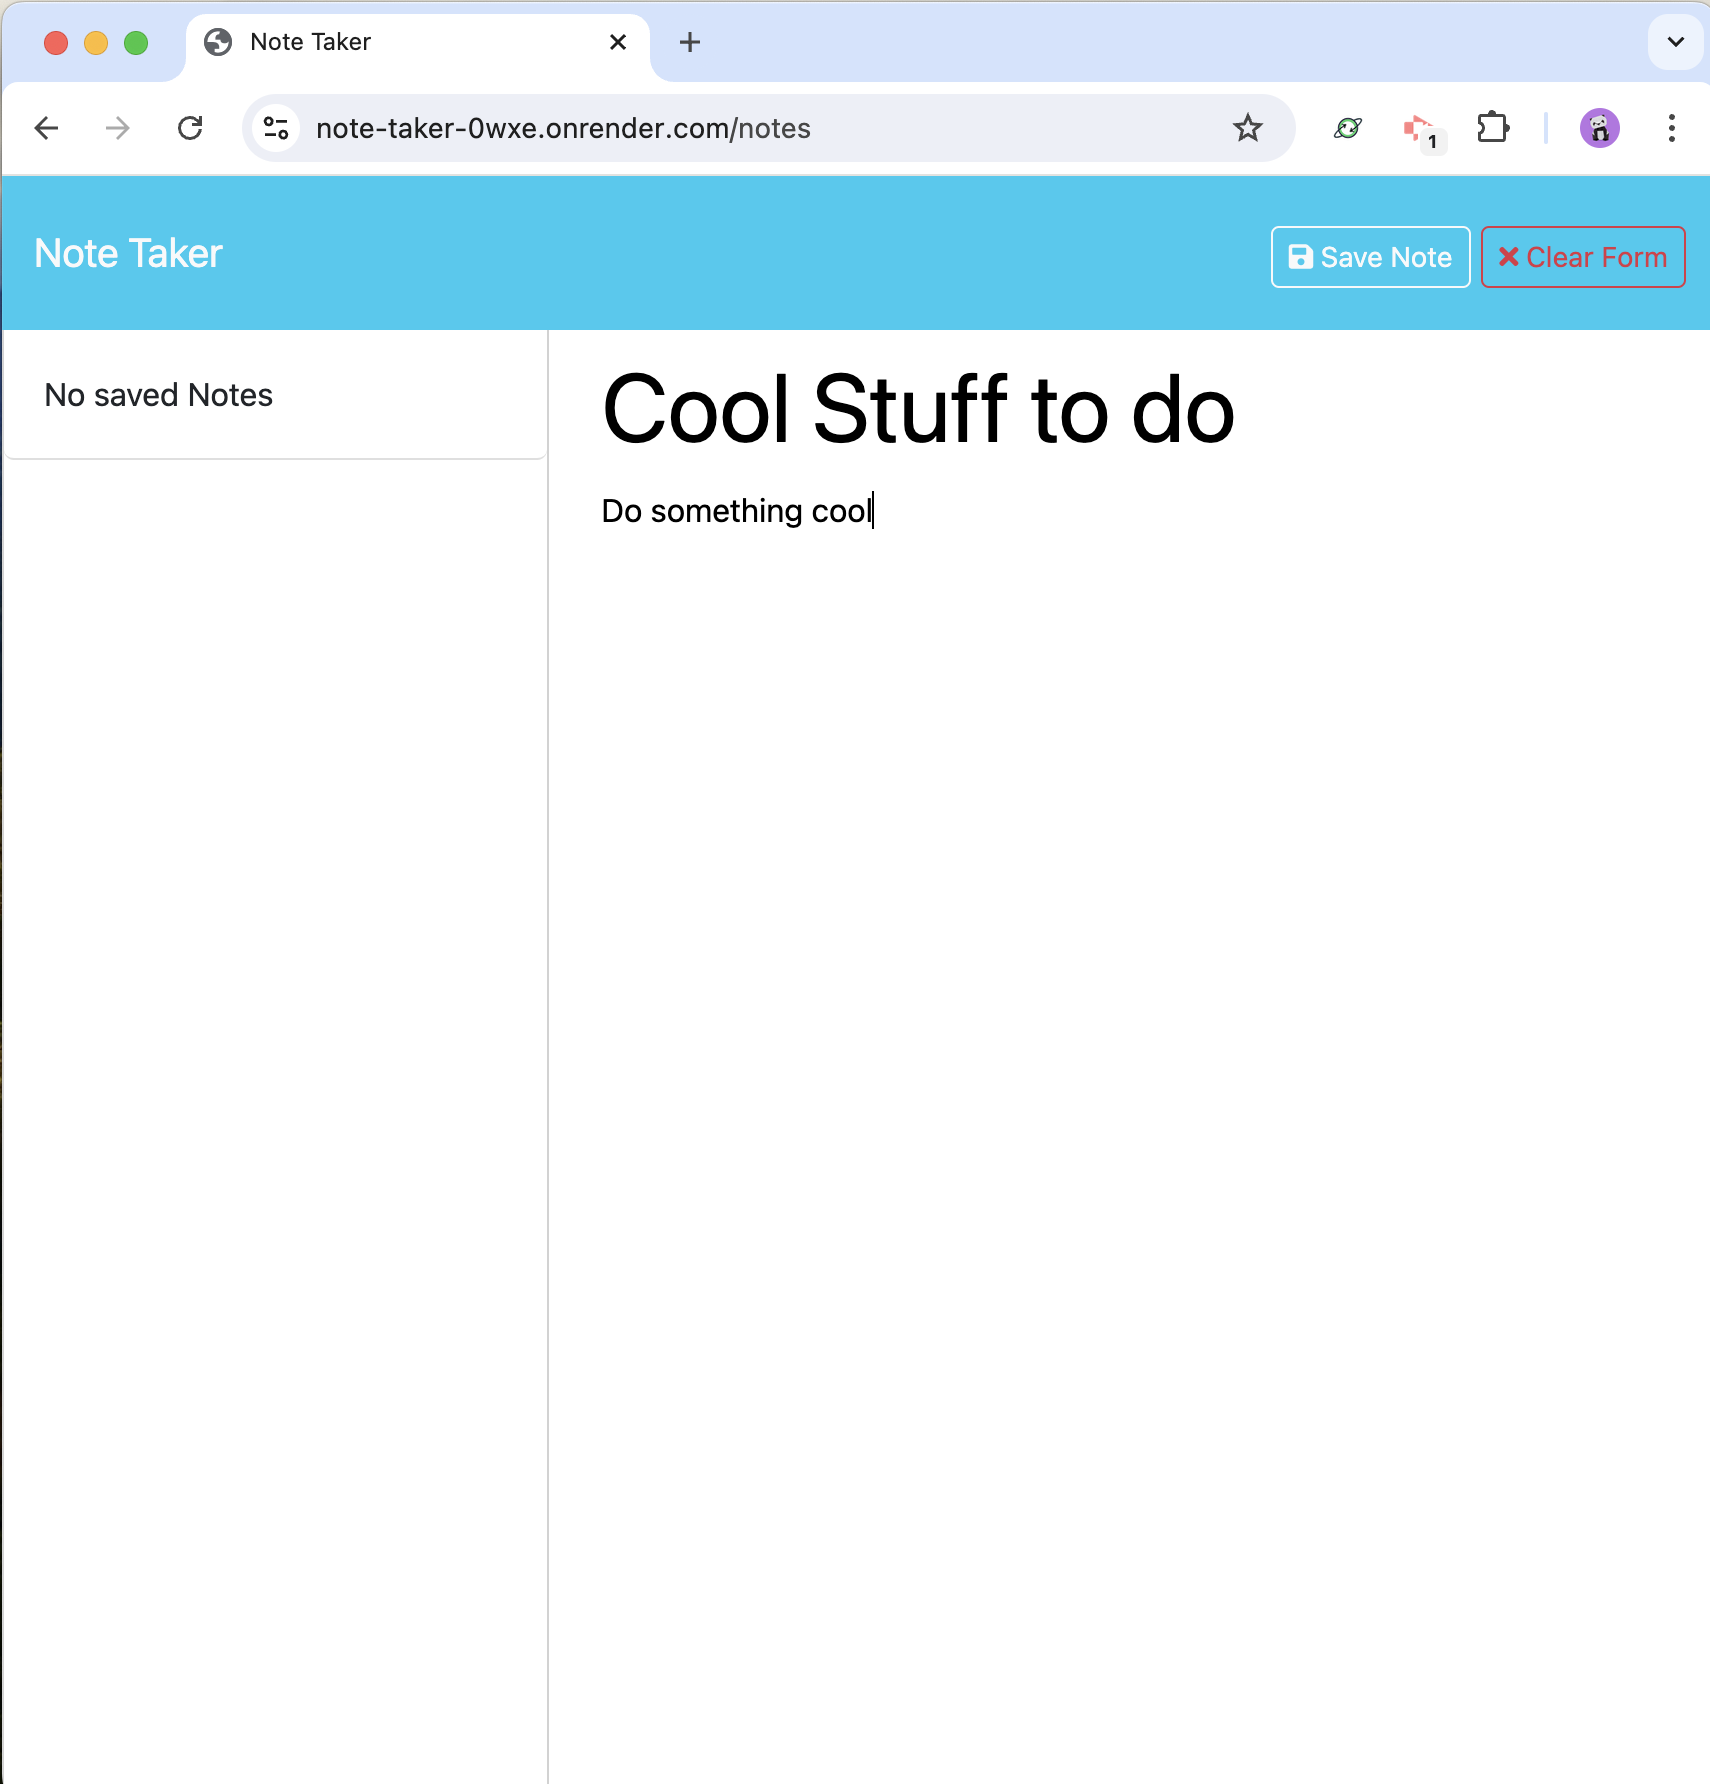 Note Taker
note-taker-0wxe.onrender.com/notes
1
Note Taker
Save Note
Clear Form
No saved Notes
Cool Stuff to do
Do something cool